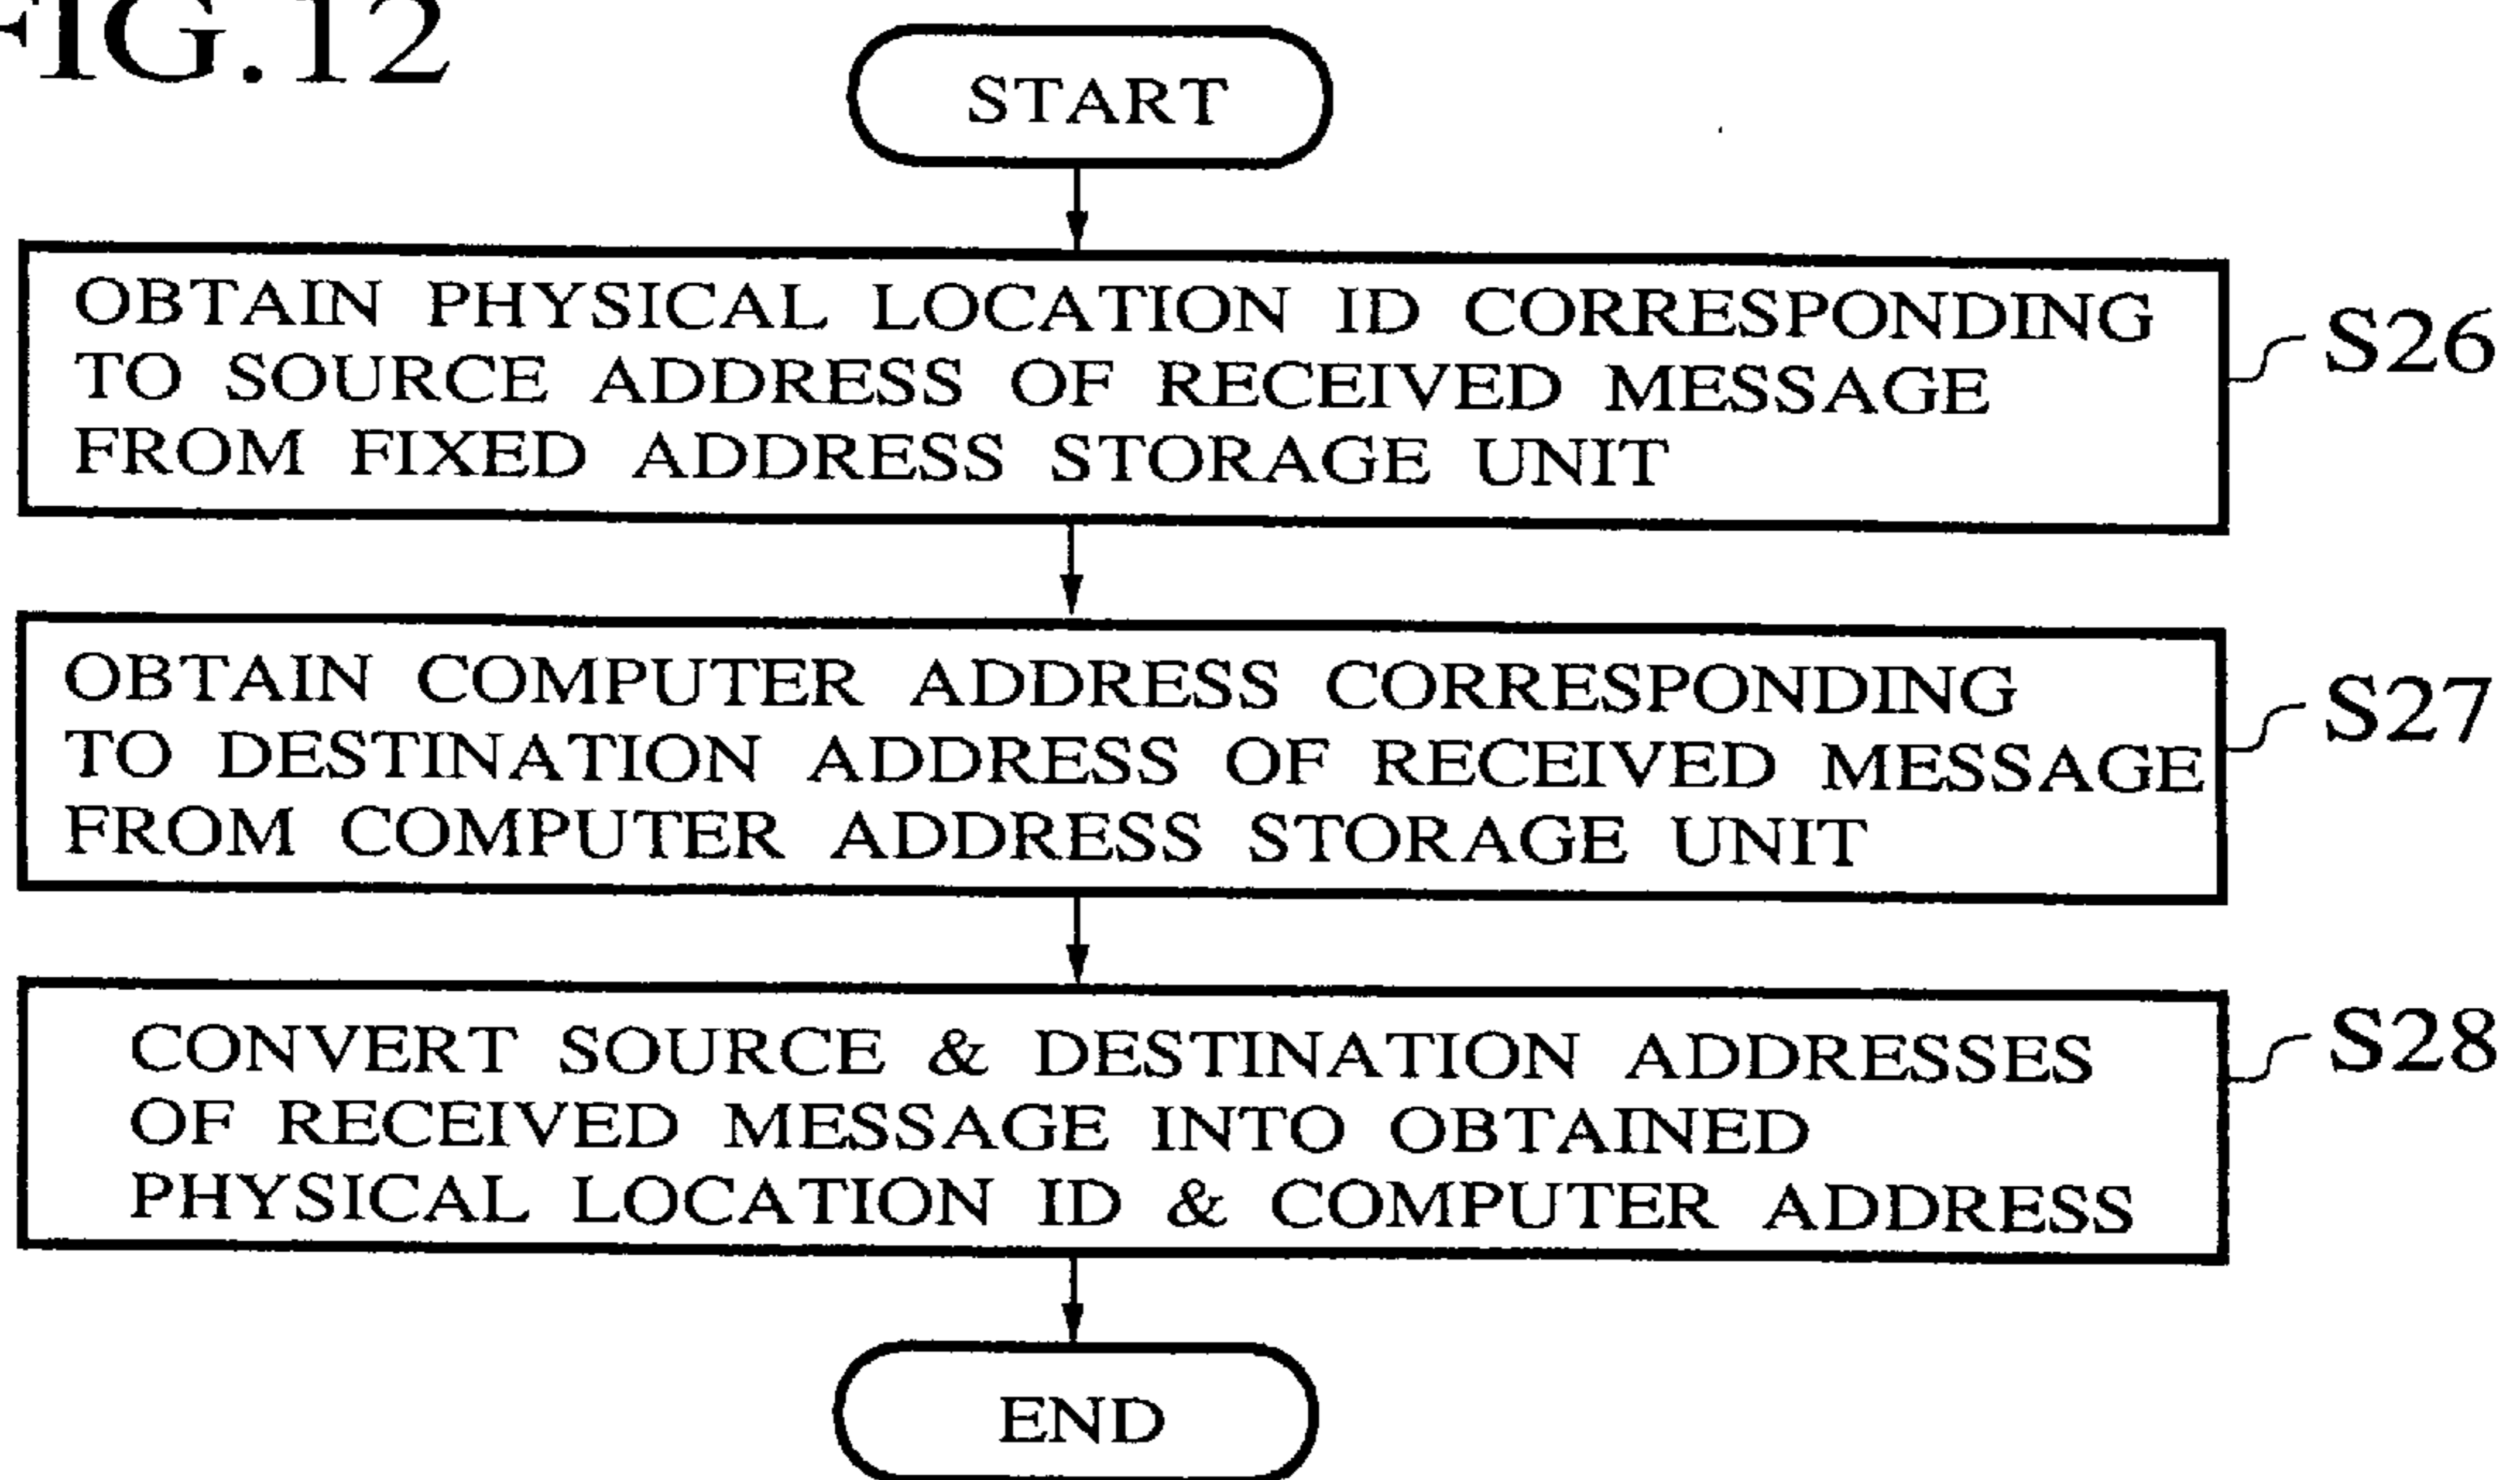 FIG.12
START
OBTAIN PHYSICAL LOCATION ID CORRESPONDING
TO SOURCE ADDRESS OF RECEIVED MESSAGE
FROM FIXED ADDRESS STORAGE UNIT
S26
OBTAIN COMPUTER ADDRESS CORRESPONDING
TO DESTINATION ADDRESS OF RECEIVED MESSAGE
FROM COMPUTER ADDRESS STORAGE UNIT
S27
CONVERT SOURCE & DESTINATION ADDRESSES
OF RECEIVED MESSAGE INTO OBTAINED
PHYSICAL LOCATION ID & COMPUTER ADDRESS
S28
END